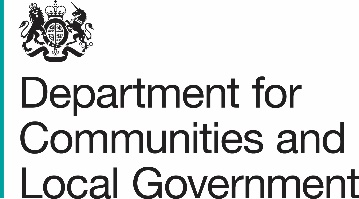 Department for
Communities and
Local Government